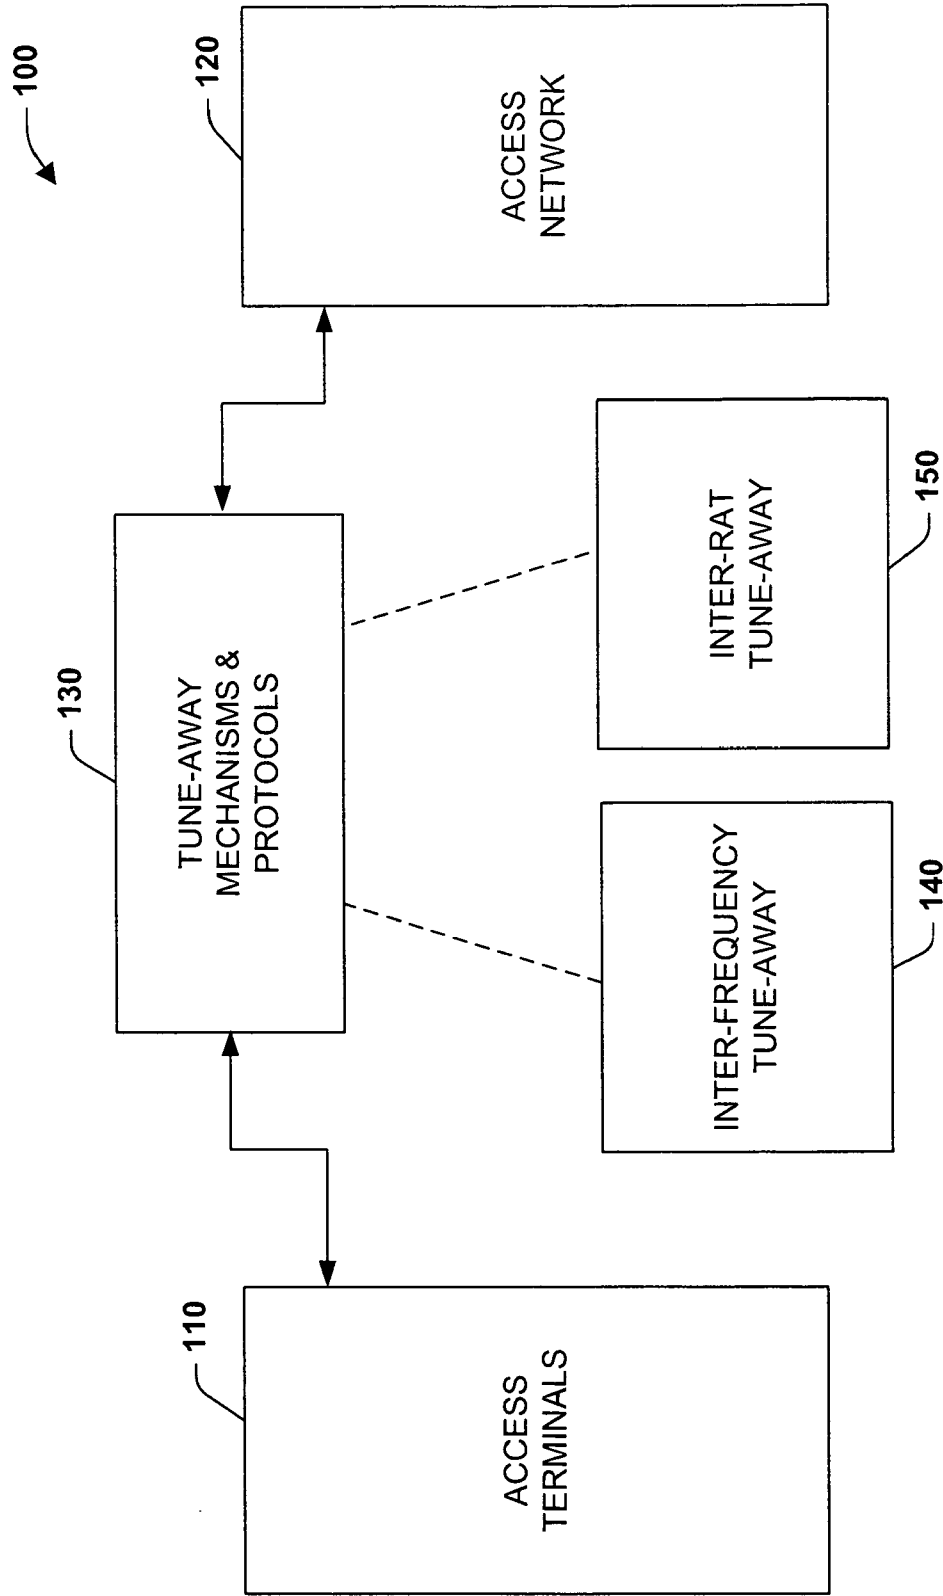 100
110
ACCESS
TERMINALS
130
TUNE-AWAY
MECHANISMS &
PROTOCOLS
120
ACCESS
NETWORK
INTER-FREQUENCY
TUNE-AWAY
140
INTER-RAT
TUNE-AWAY
150